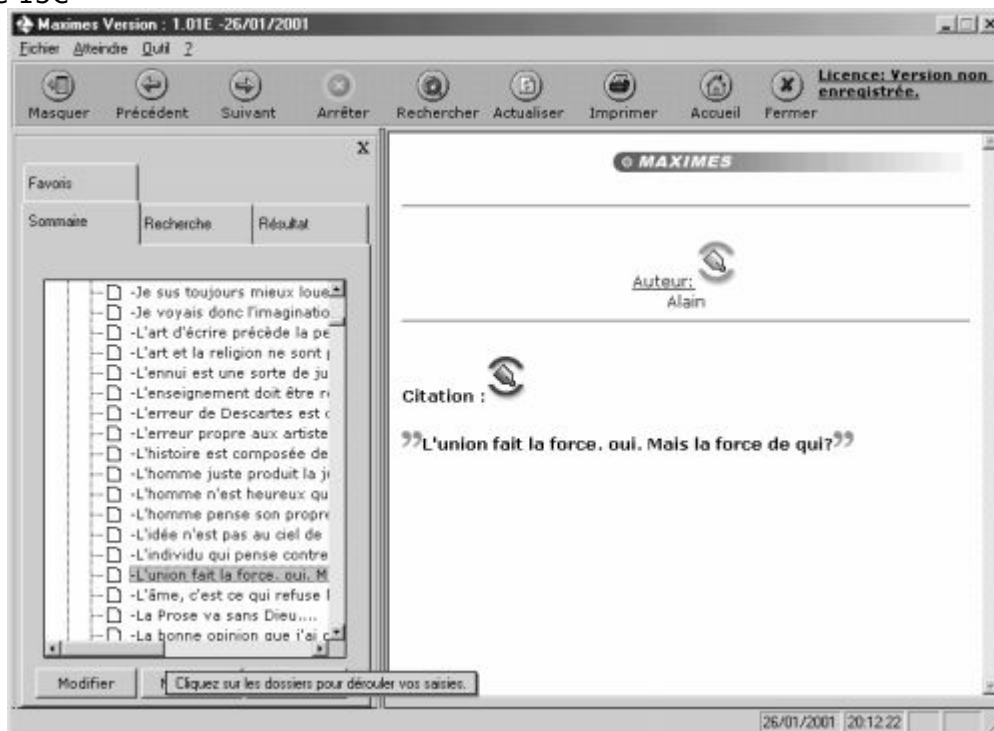 Maximes Version : 1.01E -26/01/2001
Fichier Atteindre Outil ?
Masquer Précédent Suivant Arrêter Rechercher Actualiser Imprimer Accueil Fermer
Licence: Version non
enregistrée.
X
Favoris
Sommaire Recherche Résultat
-Je sus toujours mieux loue
-Je voyais donc l'imaginatio
-L'art d'écrire précède la pe
-L'art et la religion ne sont
-L'ennui est une sorte de ju
-L'enseignement doit être r
-L'erreur de Descartes est
-L'erreur propre aux artiste
-L'histoire est composée de
-L'homme juste produit la
-L'homme n'est heureux qu
-L'homme pense son propre
-L'idée n'est pas au ciel de
-L'individu qui pense contre
-L'union fait la force. oui. M
-L'âme, c'est ce qui refuse
-La Prose va sans Dieu....
-La bonne opinion que j'ai
Modifier
Cliquez sur les dossiers pour dérouler vos saisies.
MAXIMES
Auteur:
Alain
Citation :
”L'union fait la force. oui. Mais la force de qui?”
26/01/2001 20:12:22